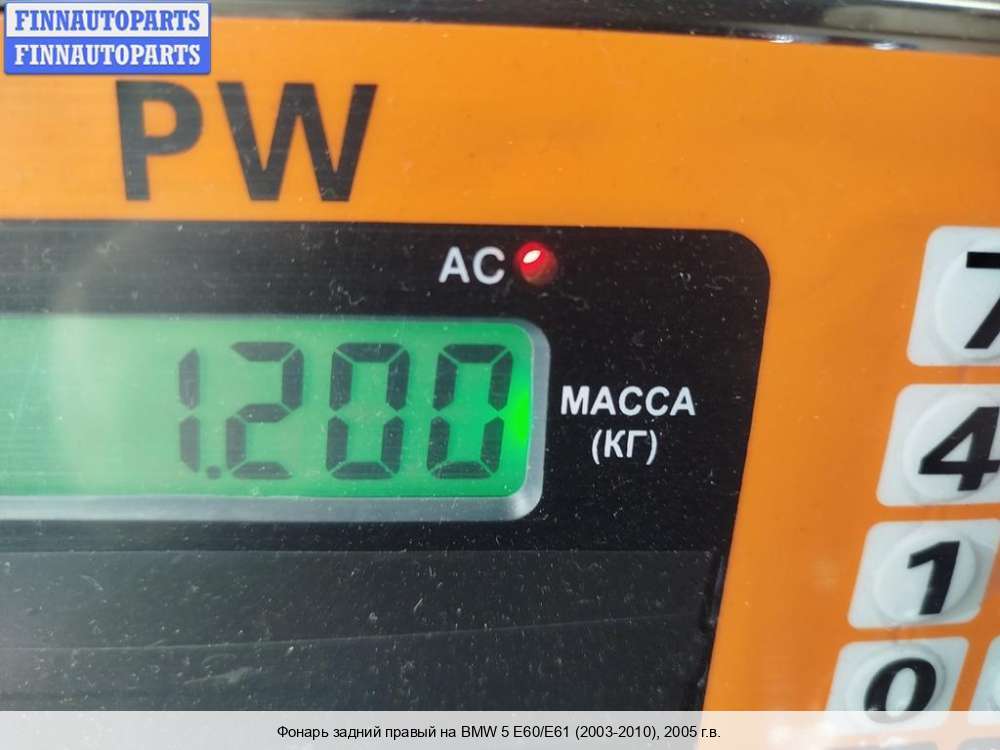 FINNAUTOPARTS
FINNAUTOPARTS
PW
AC
1.200
МАССА
(КГ)
7
4
1
0
Фонарь задний правый на BMW 5 E60/E61 (2003-2010), 2005 г.в.